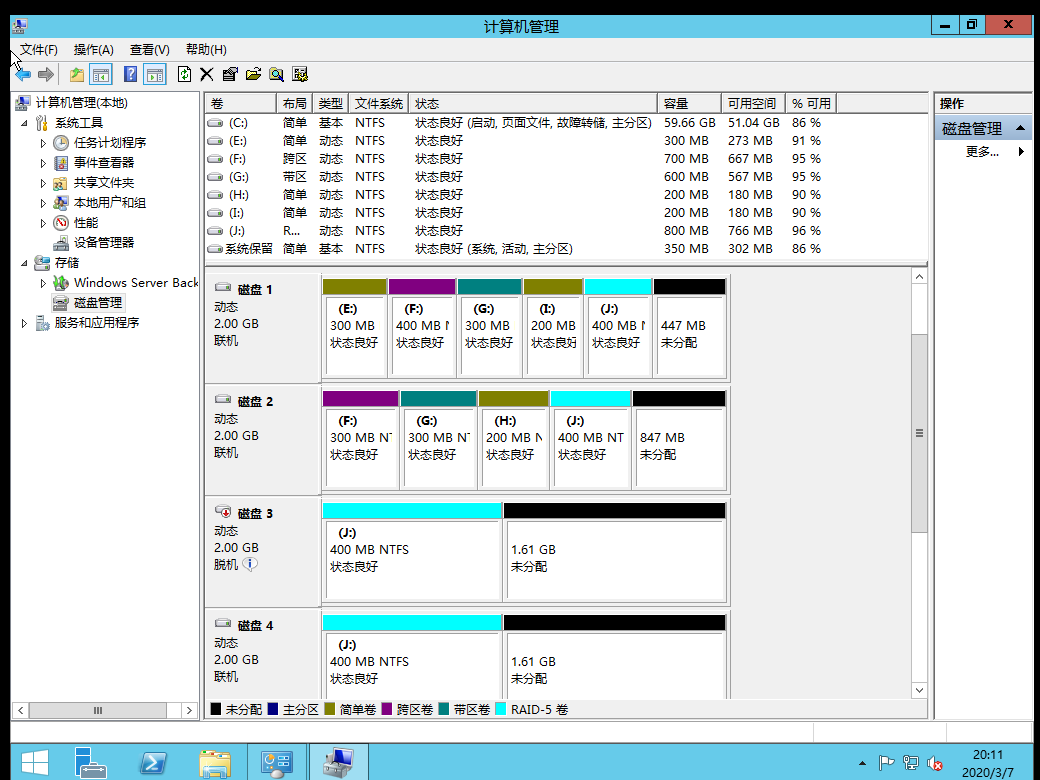 计算机管理
文件(F) 操作(A) 查看(V) 帮助(H)
计算机管理(本地)
系统工具
任务计划程序
事件查看器
共享文件夹
本地用户和组
性能
设备管理器
存储
Windows Server Back
磁盘管理
服务和应用程序
卷 布局 类型 文件系统 状态 容量 可用空间 % 可用
(C:) 简单 基本 NTFS 状态良好 (启动, 页面文件, 故障转储, 主分区) 59.66 GB 51.04 GB 86 %
(E:) 简单 动态 NTFS 状态良好 300 MB 273 MB 91 %
(F:) 跨区 动态 NTFS 状态良好 700 MB 667 MB 95 %
(G:) 带区 动态 NTFS 状态良好 600 MB 567 MB 95 %
(H:) 简单 动态 NTFS 状态良好 200 MB 180 MB 90 %
(I:) 简单 动态 NTFS 状态良好 200 MB 180 MB 90 %
(J:) R... 动态 NTFS 状态良好 800 MB 766 MB 96 %
系统保留 简单 基本 NTFS 状态良好 (系统, 活动, 主分区) 350 MB 302 MB 86 %
磁盘 1
动态
2.00 GB
联机
(E:) (F:) (G:) (I:) (J:)
300 MB 400 MB N 300 MB 200 MB 400 MB N 447 MB
状态良好 状态良好 状态良好 状态良好 状态良好 未分配
磁盘 2
动态
2.00 GB
联机
(F:) (G:) (H:) (J:)
300 MB NT 300 MB NT 200 MB N 400 MB NT 847 MB
状态良好 状态良好 状态良好 状态良好 未分配
磁盘 3
动态
2.00 GB
脱机
(J:)
400 MB NTFS 1.61 GB
状态良好 未分配
磁盘 4
动态
2.00 GB
联机
(J:)
400 MB NTFS 1.61 GB
状态良好 未分配
未分配 主分区 简单卷 跨区卷 带区卷 RAID-5 卷
操作
磁盘管理
更多...
20:11
2020/3/7